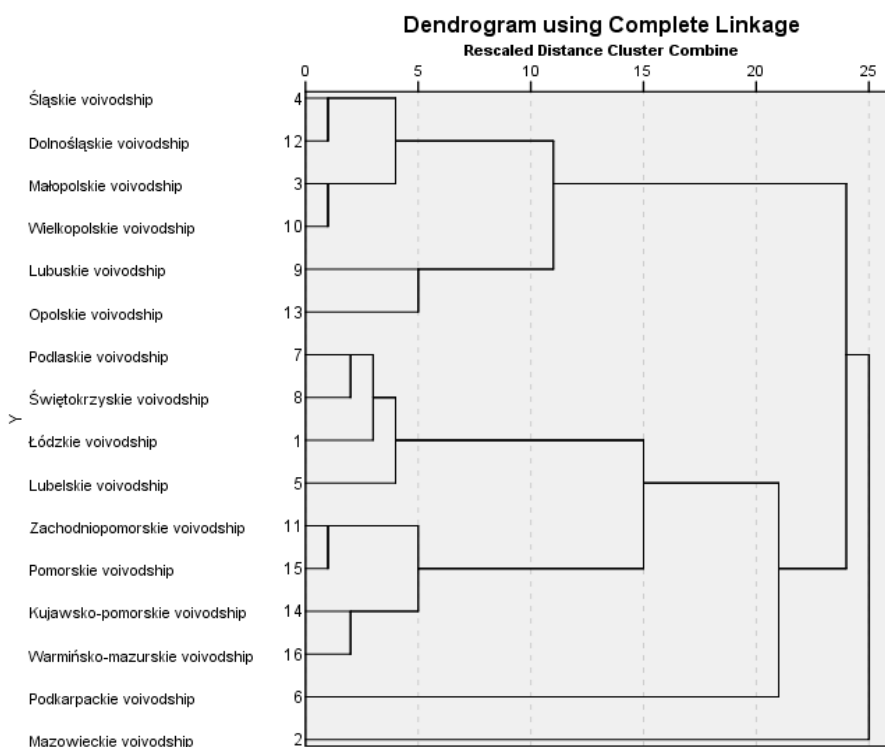 Dendrogram using Complete Linkage
Rescaled Distance Cluster Combine
0 5 10 15 20 25
Śląskie voivodship 4
Dolnośląskie voivodship 12
Małopolskie voivodship 3
Wielkopolskie voivodship 10
Lubuskie voivodship 9
Opolskie voivodship 13
Podlaskie voivodship 7
Świętokrzyskie voivodship 8
Y
Łódzkie voivodship 1
Lubelskie voivodship 5
Zachodniopomorskie voivodship 11
Pomorskie voivodship 15
Kujawsko-pomorskie voivodship 14
Warmińsko-mazurskie voivodship 16
Podkarpackie voivodship 6
Mazowieckie voivodship 2